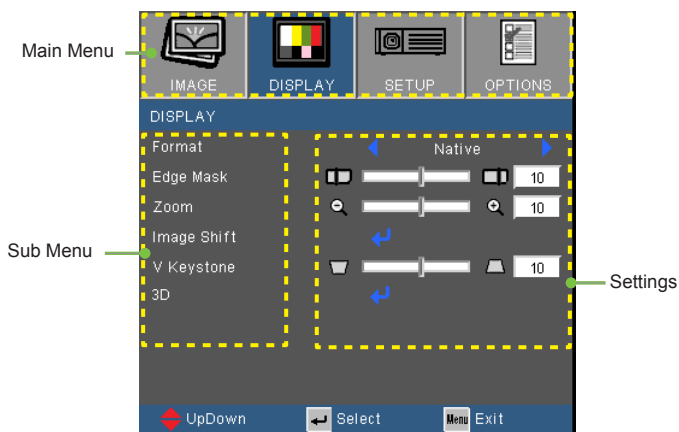 Main Menu
IMAGE DISPLAY SETUP OPTIONS
DISPLAY
Format Native
Edge Mask 10
Zoom 10
Image Shift
Sub Menu
V Keystone 10
Settings
3D
UpDown Select Menu Exit